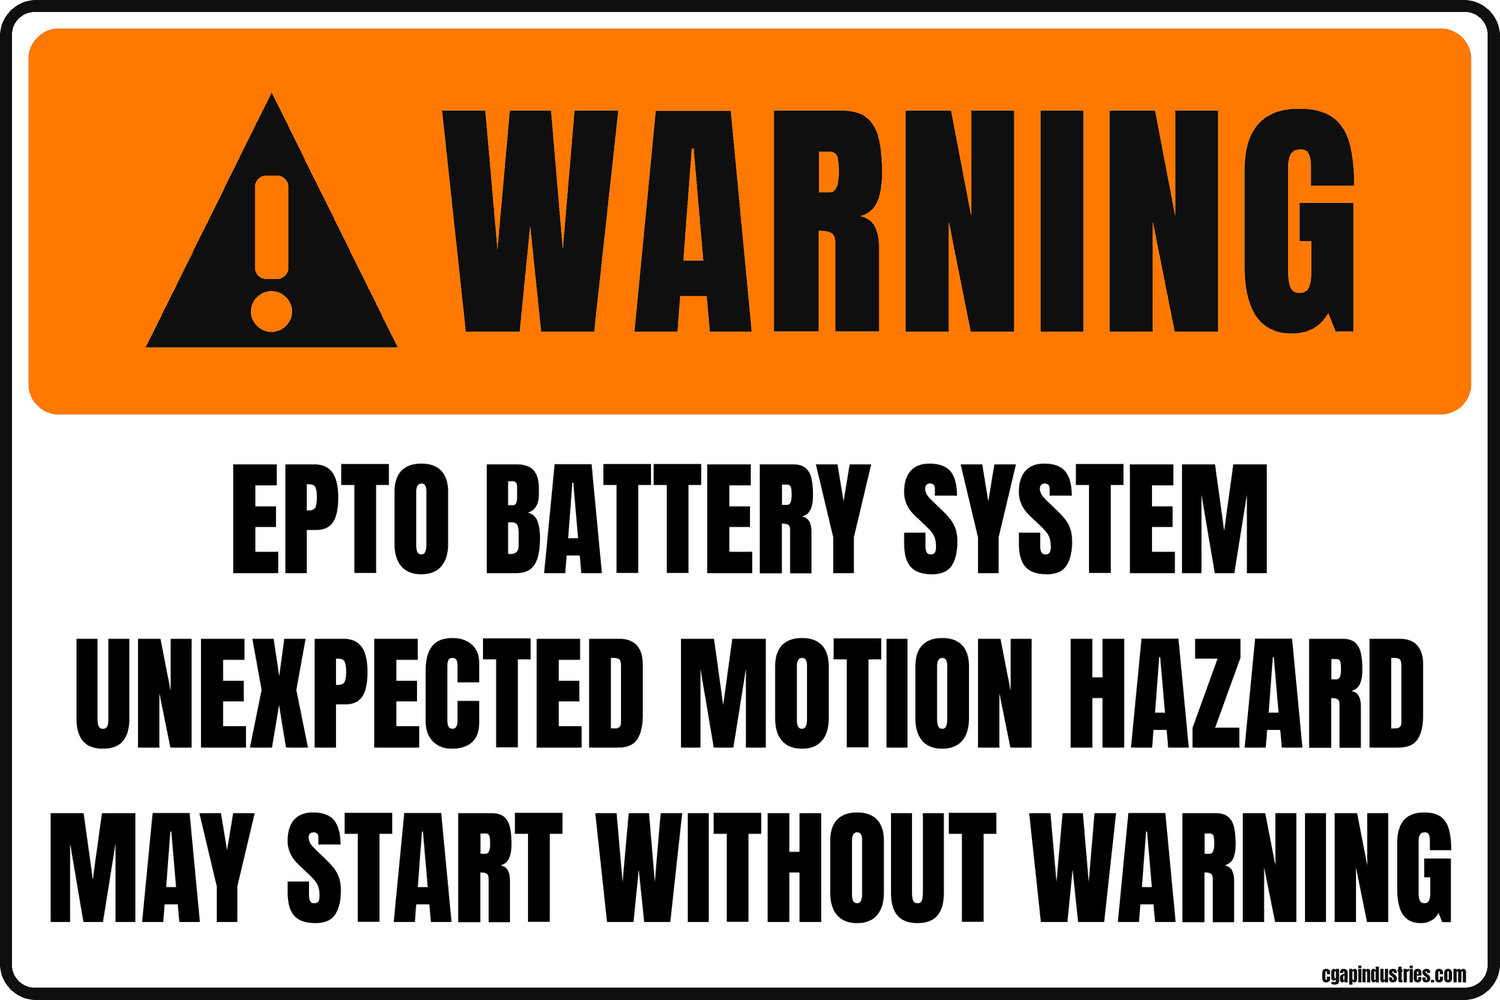 WARNING
EPTO BATTERY SYSTEM
UNEXPECTED MOTION HAZARD
MAY START WITHOUT WARNING
cgapindustries.com